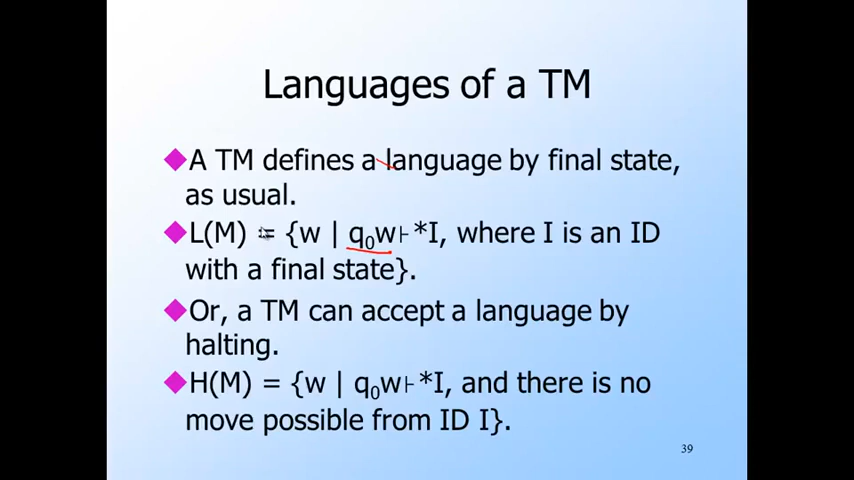 Languages of a TM
◆A TM defines a language by final state,
as usual.
◆L(M) = {w | q₀w⊦*I, where I is an ID
with a final state}.
◆Or, a TM can accept a language by
halting.
◆H(M) = {w | q₀w⊦*I, and there is no
move possible from ID I}.
39